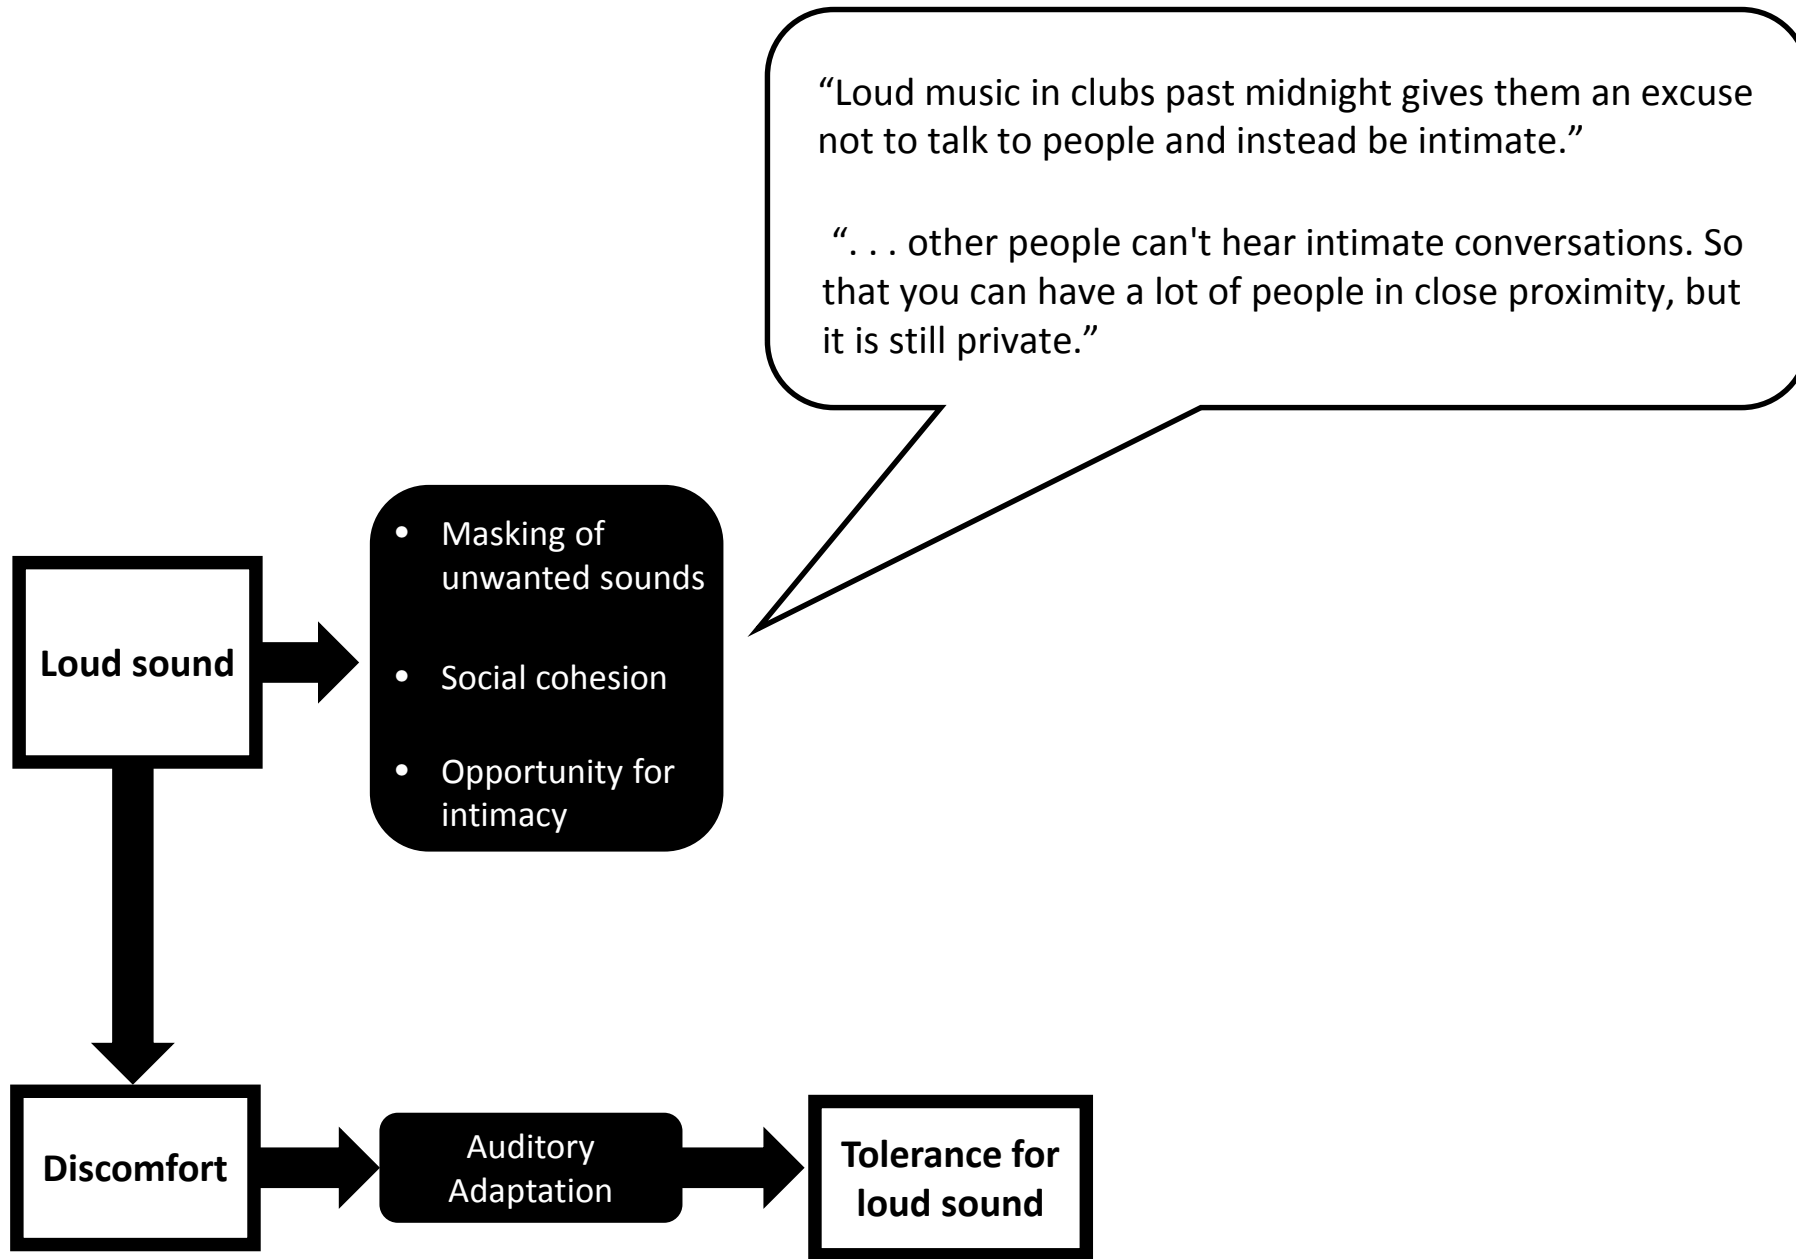 “Loud music in clubs past midnight gives them an excuse
not to talk to people and instead be intimate.”
“. . . other people can't hear intimate conversations. So
that you can have a lot of people in close proximity, but
it is still private.”
• Masking of
unwanted sounds
Loud sound
• Social cohesion
• Opportunity for
intimacy
Discomfort
Auditory
Adaptation
Tolerance for
loud sound